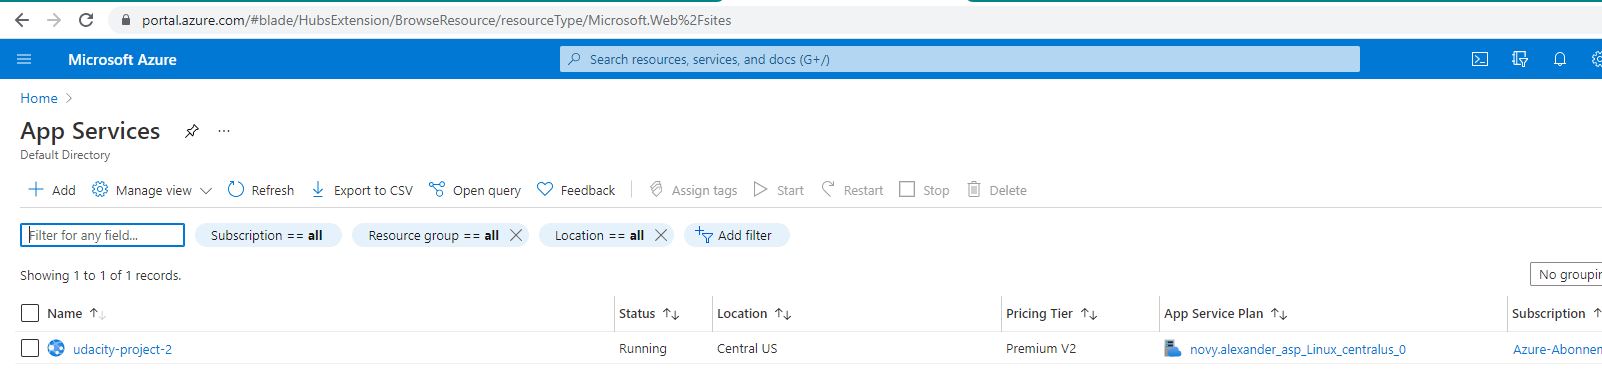 portal.azure.com/#blade/HubsExtension/BrowseResource/resourceType/Microsoft.Web%2Fsites
Microsoft Azure
Search resources, services, and docs (G+/)
Home
App Services
...
Default Directory
Add
Manage view
Refresh
Export to CSV
Open query
Feedback
Assign tags
Start
Restart
Stop
Delete
Filter for any field...
Subscription == all
Resource group == all
Location == all
Add filter
Showing 1 to 1 of 1 records.
No groupin
Name
Status
Location
Pricing Tier
App Service Plan
Subscription
udacity-project-2
Running
Central US
Premium V2
novy.alexander_asp_Linux_centralus_0
Azure-Abonnem